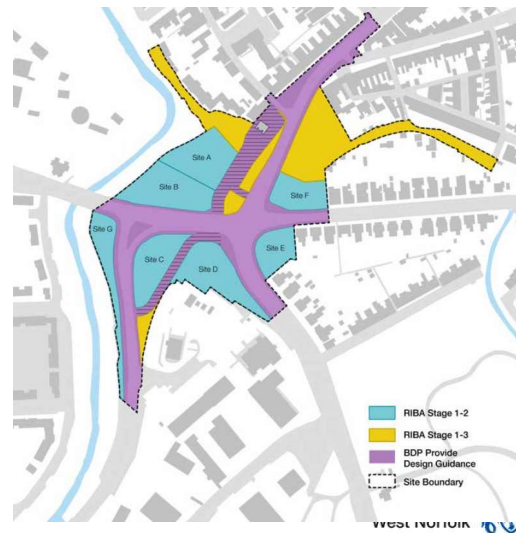 Site A
Site B
Site F
Site G
Site C
Site D
Site E
RIBA Stage 1-2
RIBA Stage 1-3
BDP Provide
Design Guidance
Site Boundary
West Norfolk